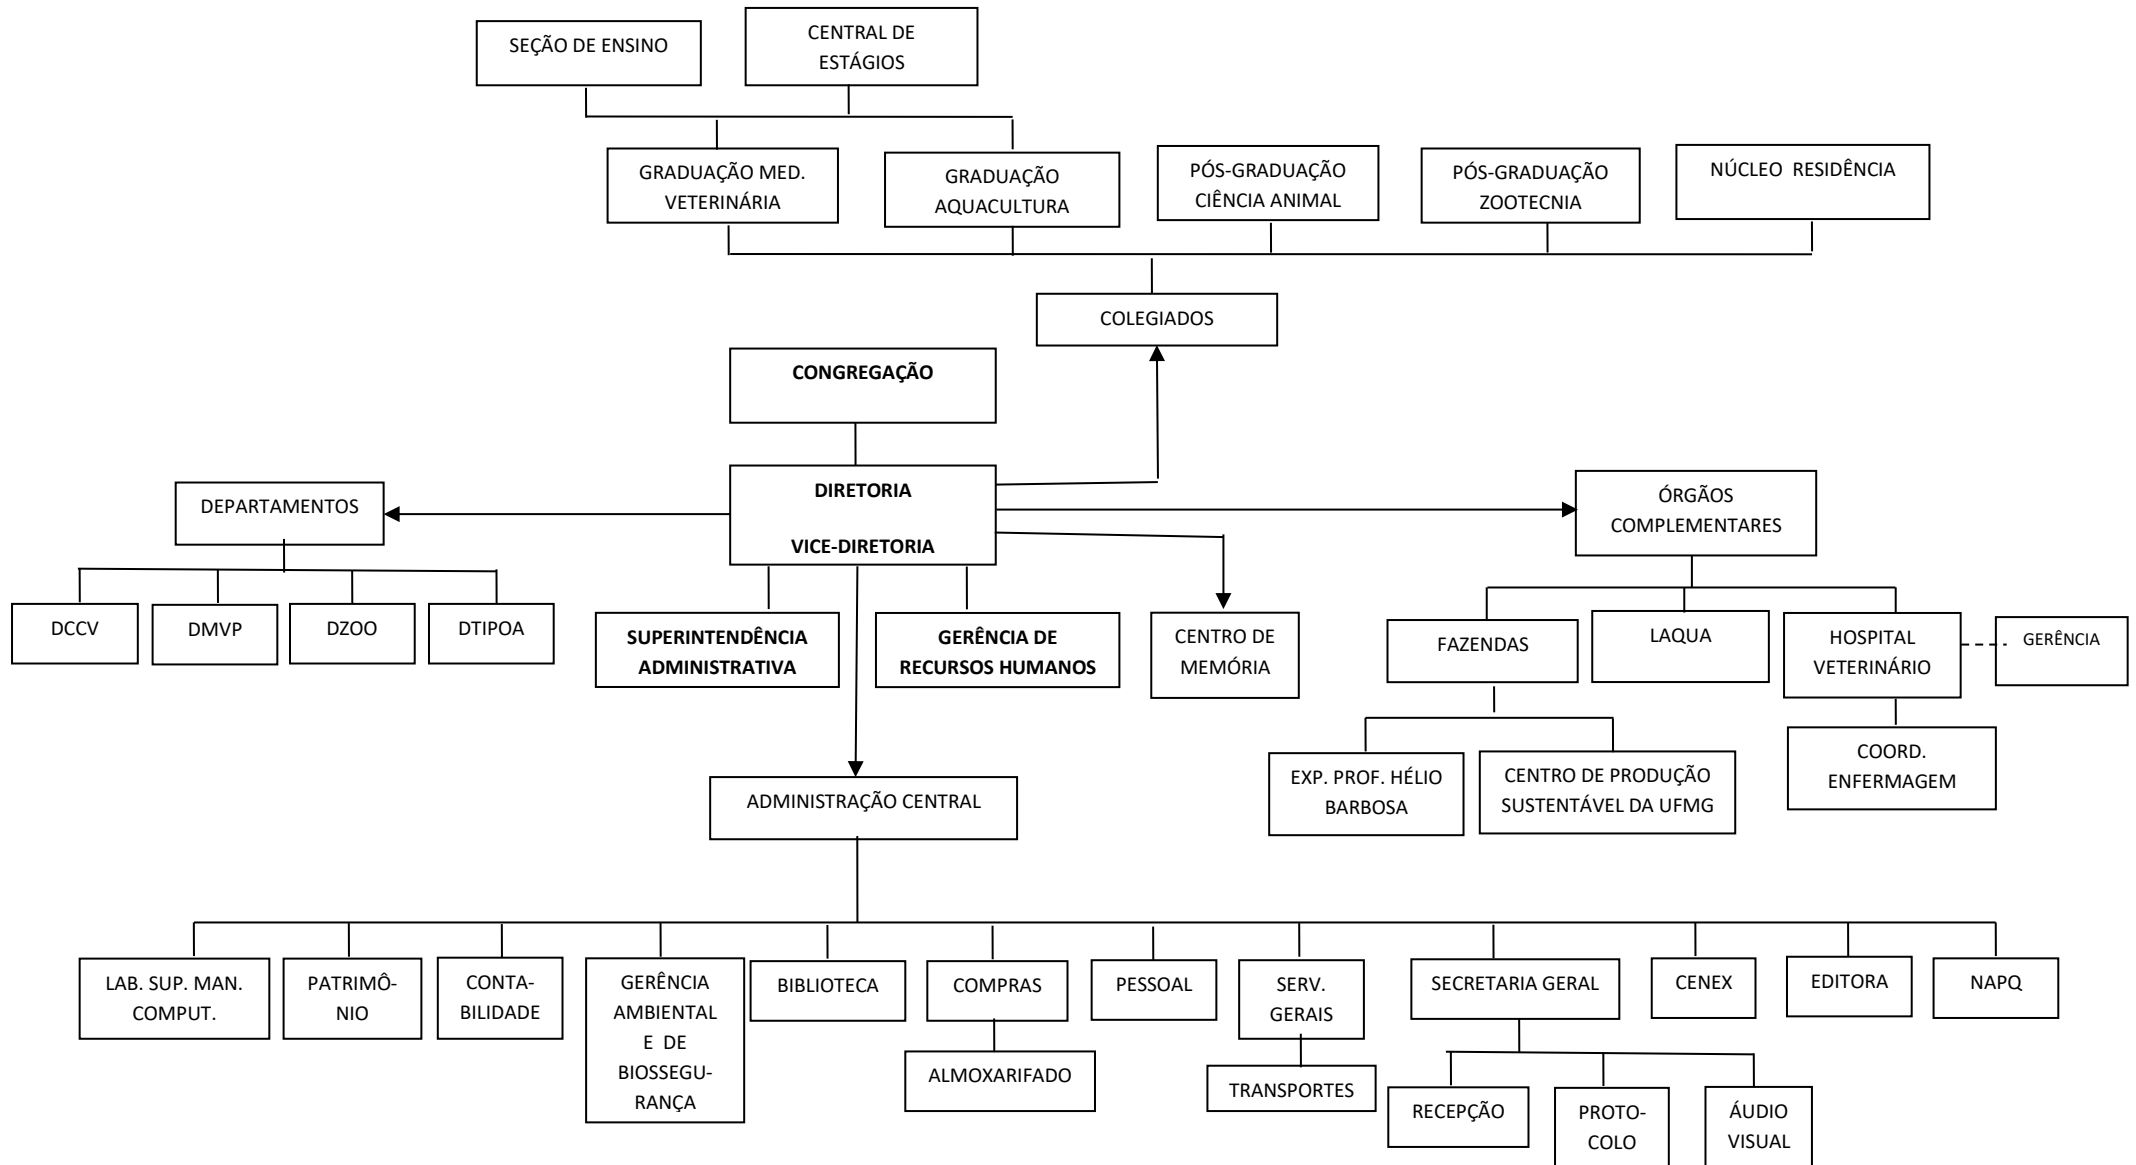 SEÇÃO DE ENSINO
CENTRAL DE
ESTÁGIOS
GRADUAÇÃO MED.
VETERINÁRIA
GRADUAÇÃO
AQUACULTURA
PÓS-GRADUAÇÃO
CIÊNCIA ANIMAL
PÓS-GRADUAÇÃO
ZOOTECNIA
NÚCLEO RESIDÊNCIA
COLEGIADOS
CONGREGAÇÃO
DIRETORIA
VICE-DIRETORIA
DEPARTAMENTOS
ÓRGÃOS
COMPLEMENTARES
DCCV
DMVP
DZOO
DTIPOA
SUPERINTENDÊNCIA
ADMINISTRATIVA
GERÊNCIA DE
RECURSOS HUMANOS
CENTRO DE
MEMÓRIA
FAZENDAS
LAQUA
HOSPITAL
VETERINÁRIO
GERÊNCIA
EXP. PROF. HÉLIO
BARBOSA
CENTRO DE PRODUÇÃO
SUSTENTÁVEL DA UFMG
COORD.
ENFERMAGEM
ADMINISTRAÇÃO CENTRAL
LAB. SUP. MAN.
COMPUT.
PATRIMÔ-
NIO
CONTA-
BILIDADE
GERÊNCIA
AMBIENTAL
E DE
BIOSSEGU-
RANÇA
BIBLIOTECA
COMPRAS
PESSOAL
SERV.
GERAIS
SECRETARIA GERAL
CENEX
EDITORA
NAPQ
ALMOXARIFADO
TRANSPORTES
RECEPÇÃO
PROTO-
COLO
ÁUDIO
VISUAL